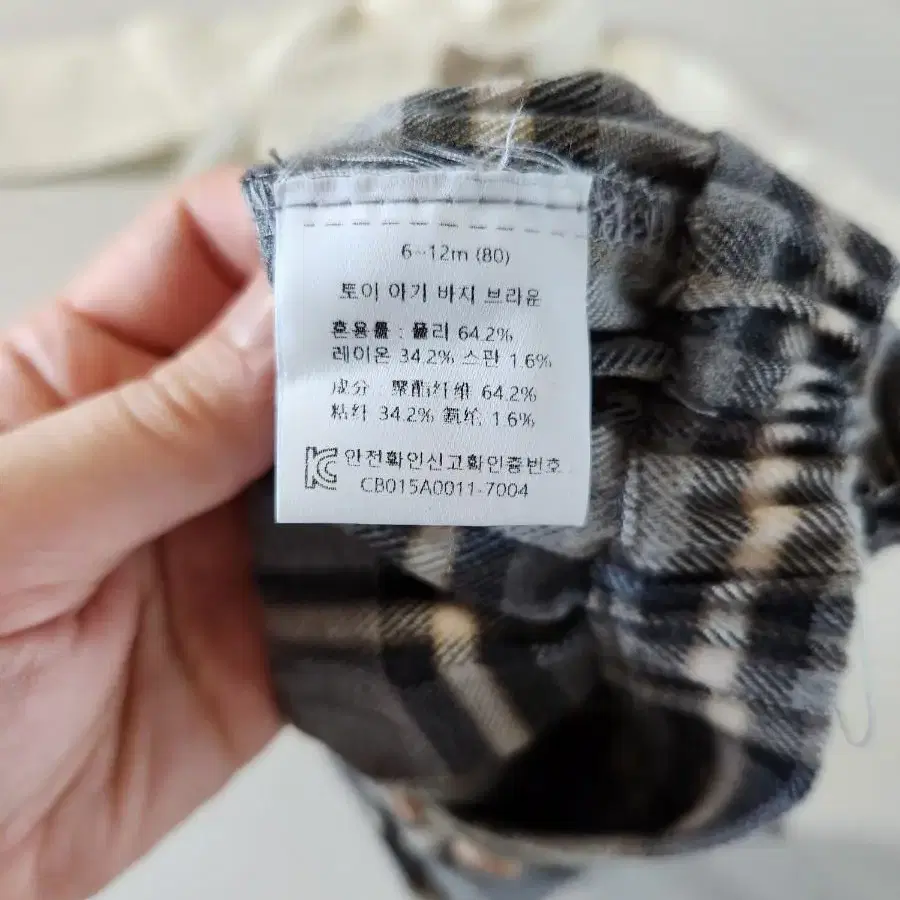 6~12m (80)
토이 아기 바지 브라운
혼용률 : 폴리 64.2%
레이온 34.2% 스판 1.6%
成分 : 聚酯纤维 64.2%
粘纤 34.2% 氨纶 1.6%
안전확인신고확인증번호
CB015A0011-7004